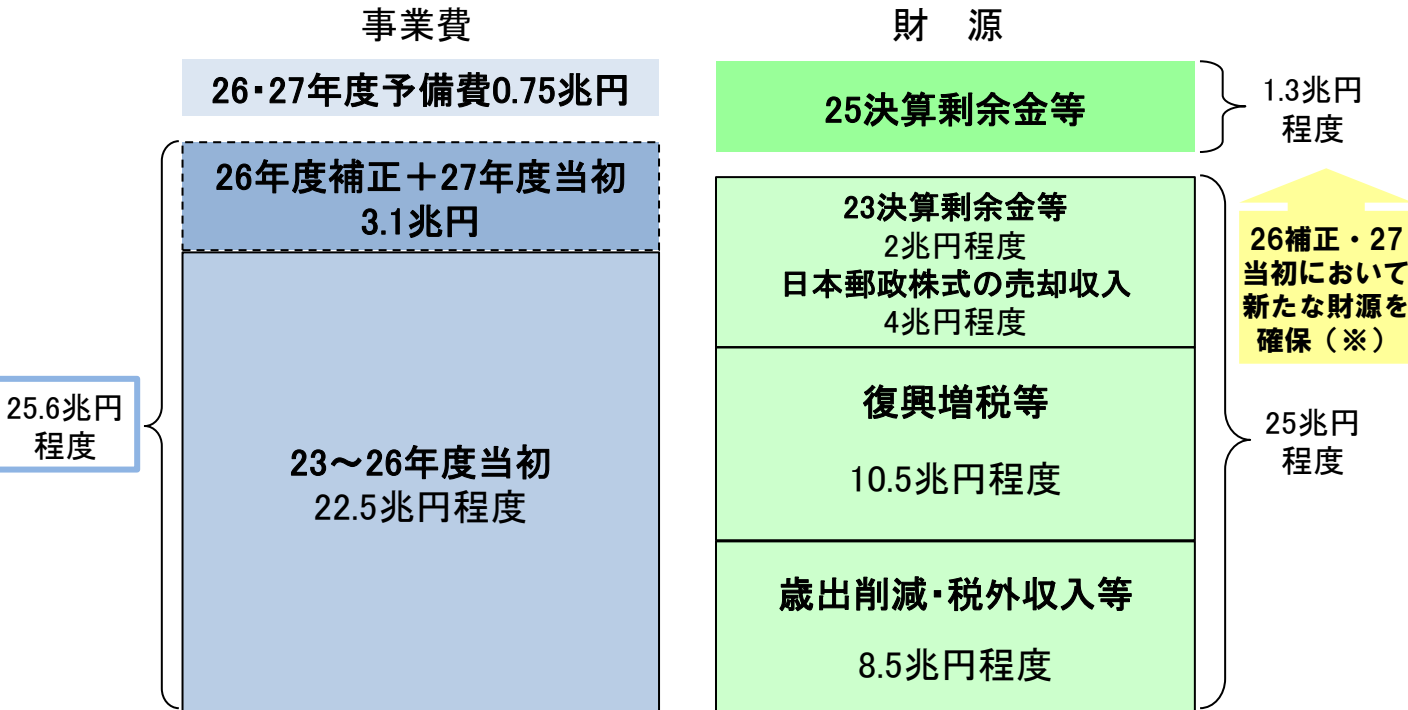 事業費
26・27年度予備費0.75兆円
26年度補正＋27年度当初
3.1兆円
25.6兆円
程度
23～26年度当初
22.5兆円程度
財　源
25決算剰余金等
1.3兆円
程度
23決算剰余金等
2兆円程度
日本郵政株式の売却収入
4兆円程度
26補正・27
当初において
新たな財源を
確保（※）
復興増税等
10.5兆円程度
25兆円
程度
歳出削減・税外収入等
8.5兆円程度